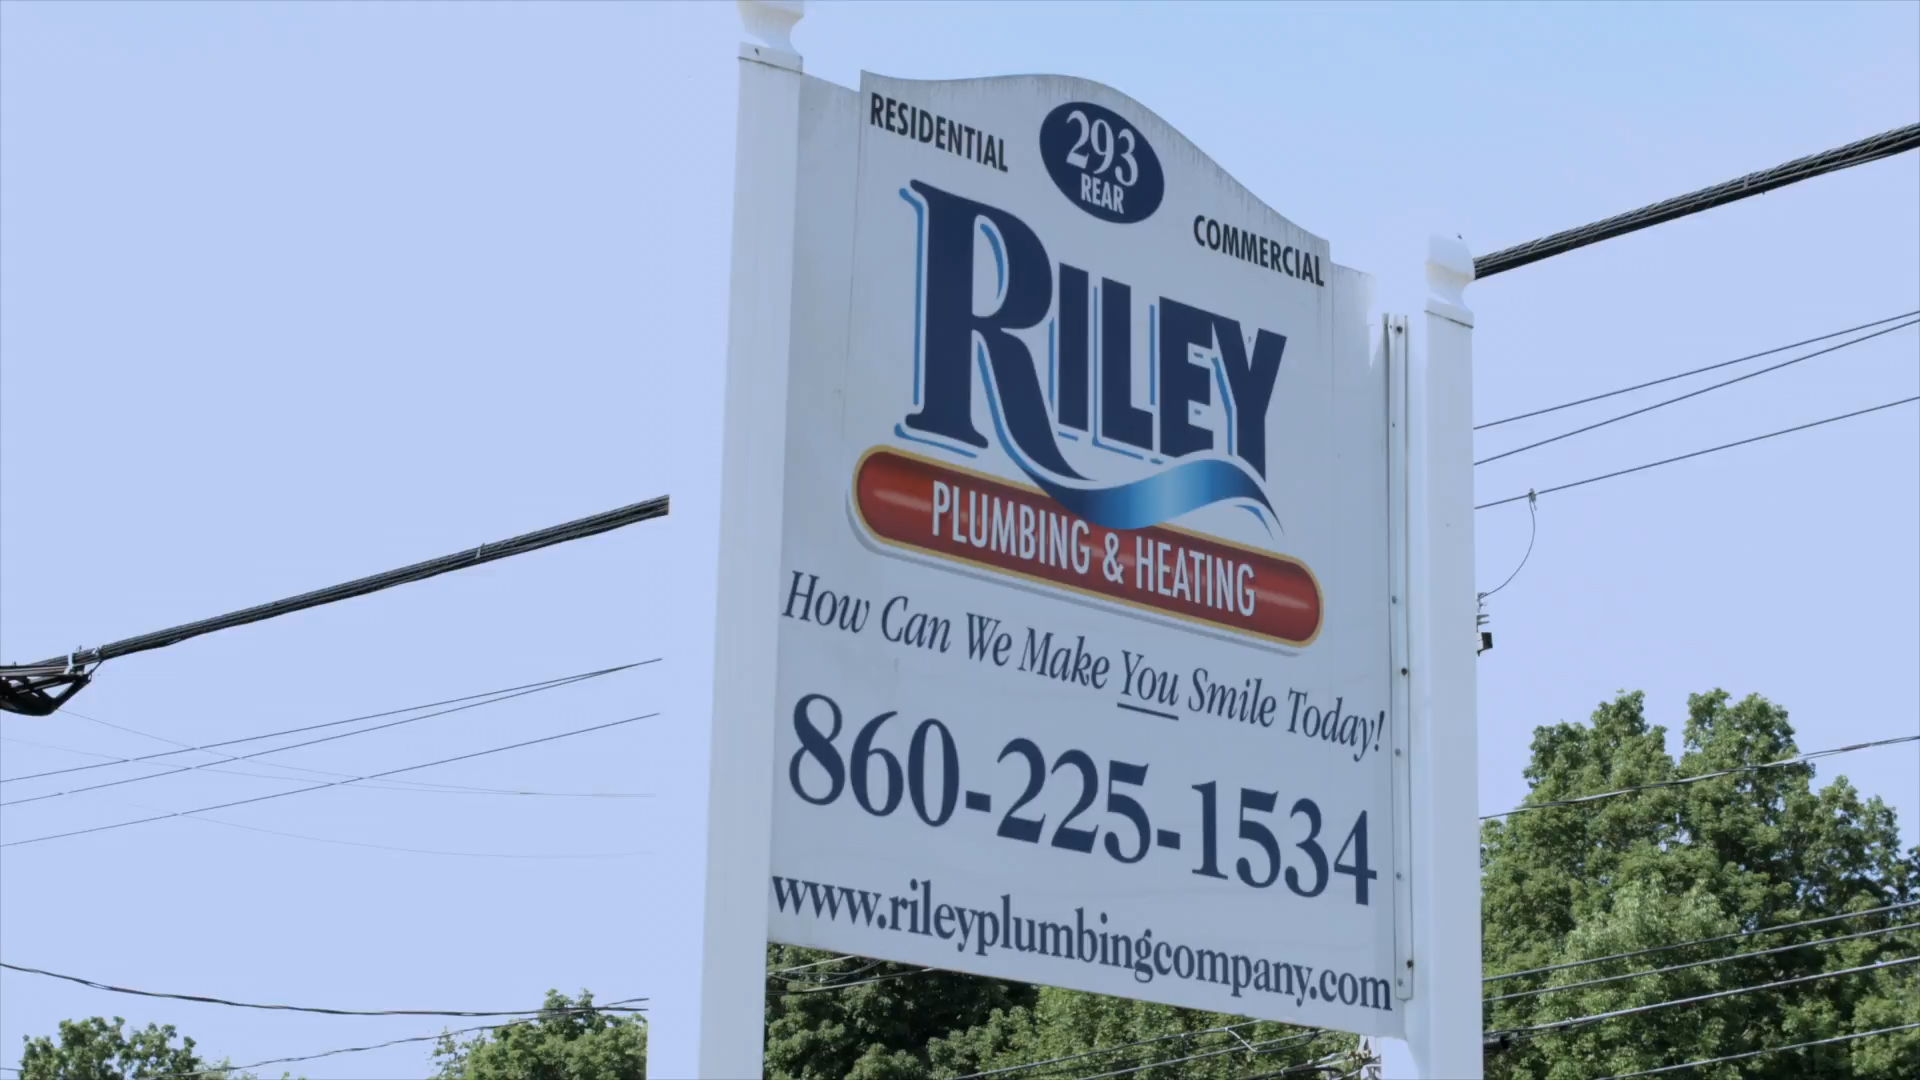 RESIDENTIAL
293
REAR
COMMERCIAL
RILEY
PLUMBING & HEATING
How Can We Make You Smile Today!
860-225-1534
www.rileyplumbingcompany.com